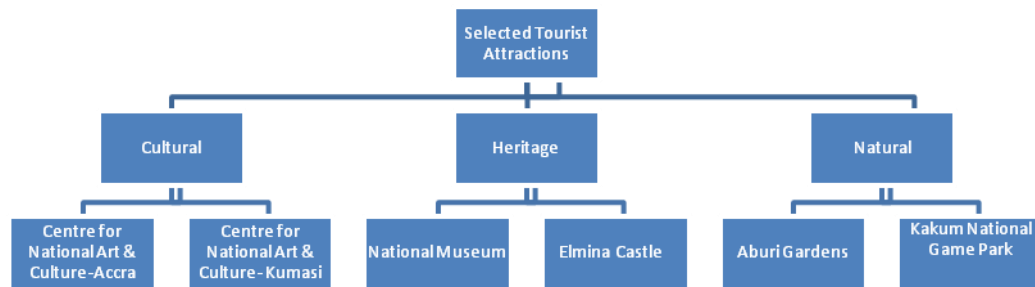 Selected Tourist
Attractions
Cultural
Heritage
Natural
Centre for
National Art &
Culture-Accra
Centre for
National Art &
Culture- Kumasi
National Museum
Elmina Castle
Aburi Gardens
Kakum National
Game Park